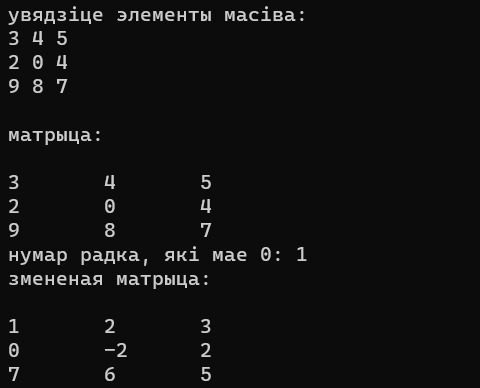 увядзіце элементы масіва:
3 4 5
2 0 4
9 8 7
матрыца:
3 4 5
2 0 4
9 8 7
нумар радка, які мае 0: 1
змененая матрыца:
1 2 3
0 -2 2
7 6 5